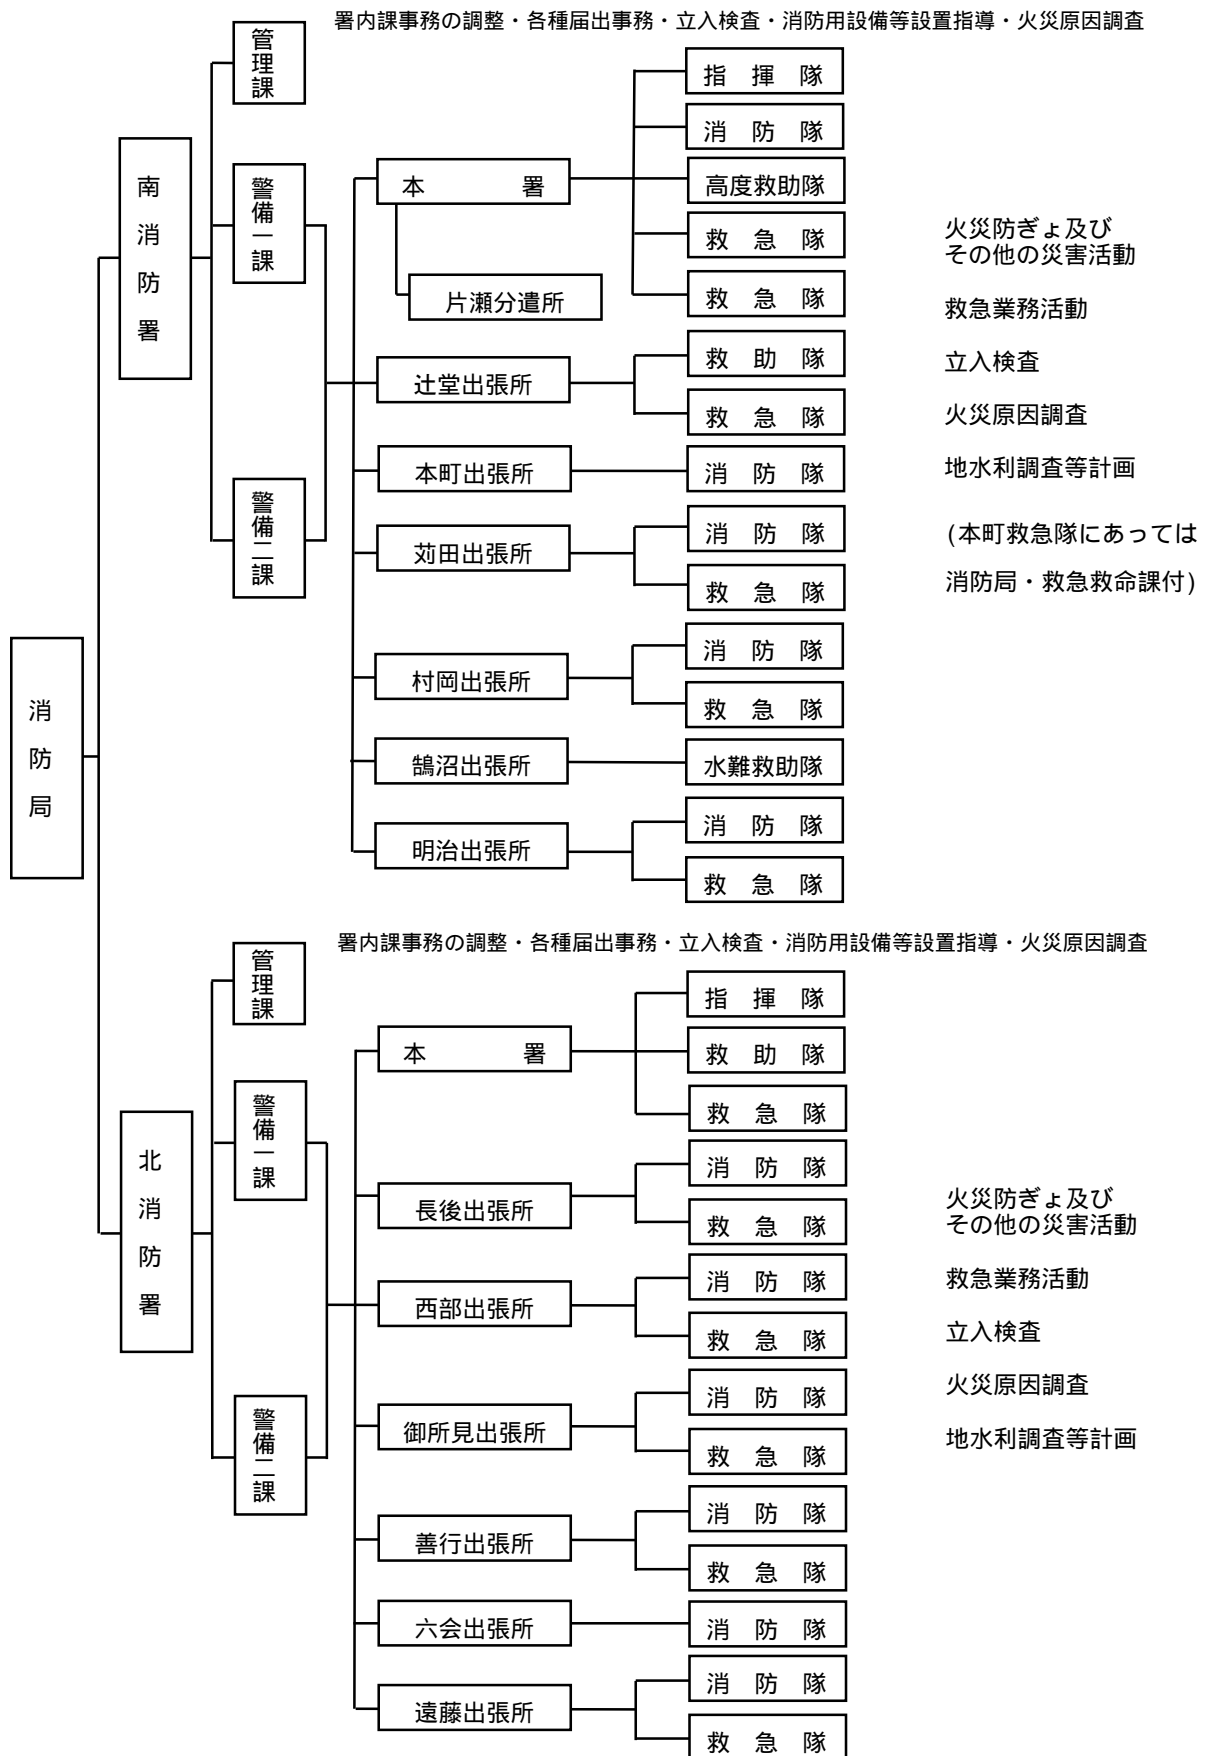 署内課事務の調整・各種届出事務・立入検査・消防用設備等設置指導・火災原因調査
管理課
指揮隊
消防隊
南消防署
警備一課
本署
高度救助隊
救急隊
火災防ぎょ及び
その他の災害活動
片瀬分遣所
救急隊
救急業務活動
辻堂出張所
救助隊
立入検査
救急隊
火災原因調査
本町出張所
消防隊
地水利調査等計画
警備二課
苅田出張所
消防隊
(本町救急隊にあっては
救急隊
消防局・救急救命課付)
消防局
村岡出張所
消防隊
救急隊
鵠沼出張所
水難救助隊
明治出張所
消防隊
救急隊
署内課事務の調整・各種届出事務・立入検査・消防用設備等設置指導・火災原因調査
管理課
指揮隊
本署
救助隊
警備一課
救急隊
北消防署
長後出張所
消防隊
救急隊
火災防ぎょ及び
その他の災害活動
西部出張所
消防隊
救急業務活動
救急隊
立入検査
警備二課
御所見出張所
消防隊
火災原因調査
救急隊
地水利調査等計画
善行出張所
消防隊
救急隊
六会出張所
消防隊
遠藤出張所
消防隊
救急隊